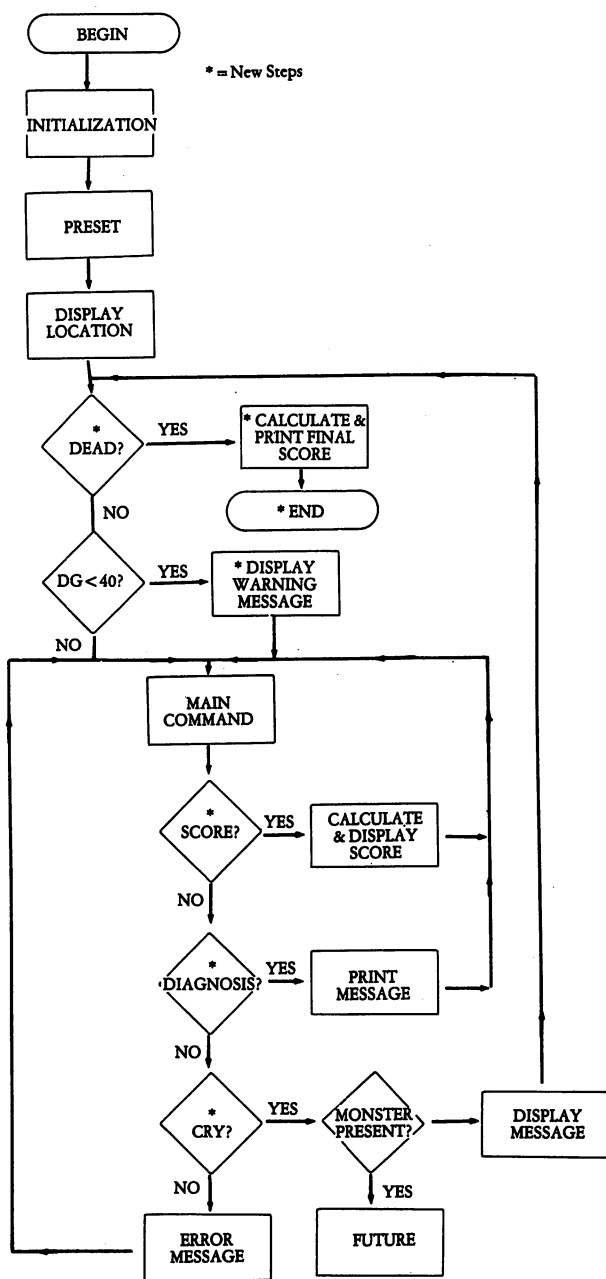 BEGIN
* = New Steps
INITIALIZATION
PRESET
DISPLAY
LOCATION
*
DEAD?
YES
* CALCULATE &
PRINT FINAL
SCORE
NO
* END
DG < 40?
YES
* DISPLAY
WARNING
MESSAGE
NO
MAIN
COMMAND
*
SCORE?
YES
CALCULATE
& DISPLAY
SCORE
NO
*
DIAGNOSIS?
YES
PRINT
MESSAGE
NO
*
CRY?
YES
MONSTER
PRESENT?
DISPLAY
MESSAGE
NO
YES
ERROR
MESSAGE
FUTURE